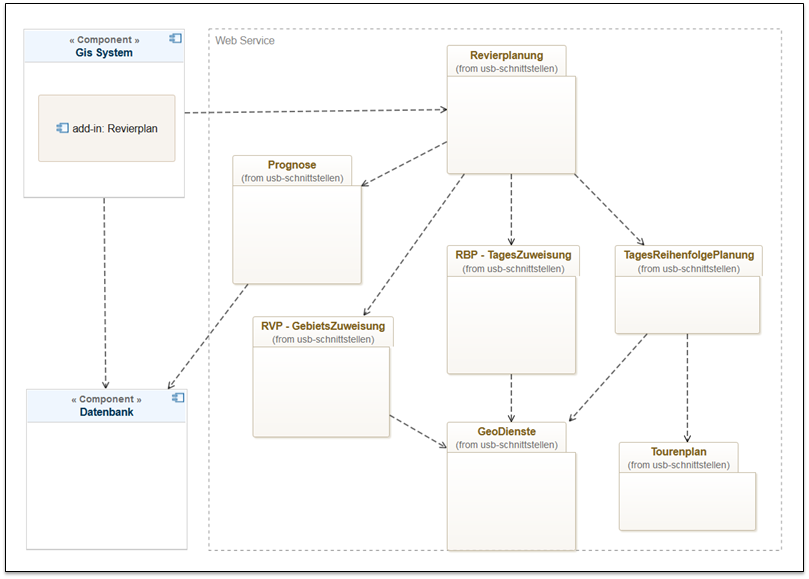 « Component »
Gis System
add-in: Revierplan
Web Service
Revierplanung
(from usb-schnittstellen)
Prognose
(from usb-schnittstellen)
RBP - TagesZuweisung
(from usb-schnittstellen)
TagesReihenfolgePlanung
(from usb-schnittstellen)
RVP - GebietsZuweisung
(from usb-schnittstellen)
« Component »
Datenbank
GeoDienste
(from usb-schnittstellen)
Tourenplan
(from usb-schnittstellen)